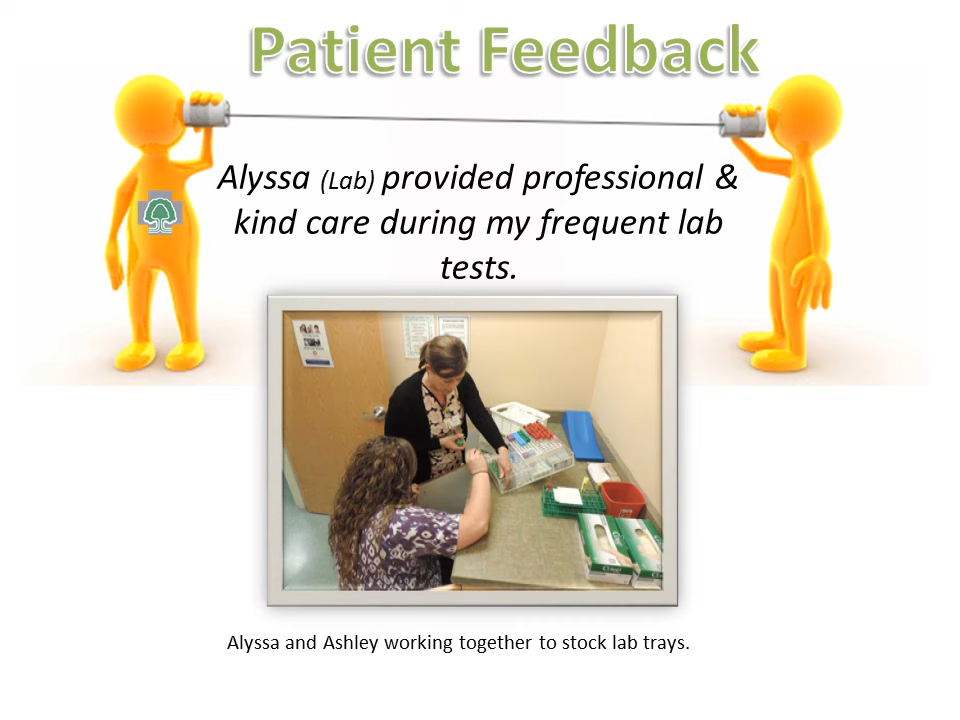 Patient Feedback
Alyssa (Lab) provided professional &
kind care during my frequent lab
tests.
Alyssa and Ashley working together to stock lab trays.